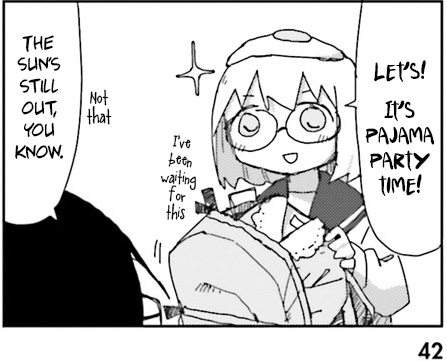 LET'S!
IT'S
PAJAMA
PARTY
TIME!
I've
been
waiting
for
this
Not
that
THE
SUN'S
STILL
OUT,
YOU
KNOW.
42